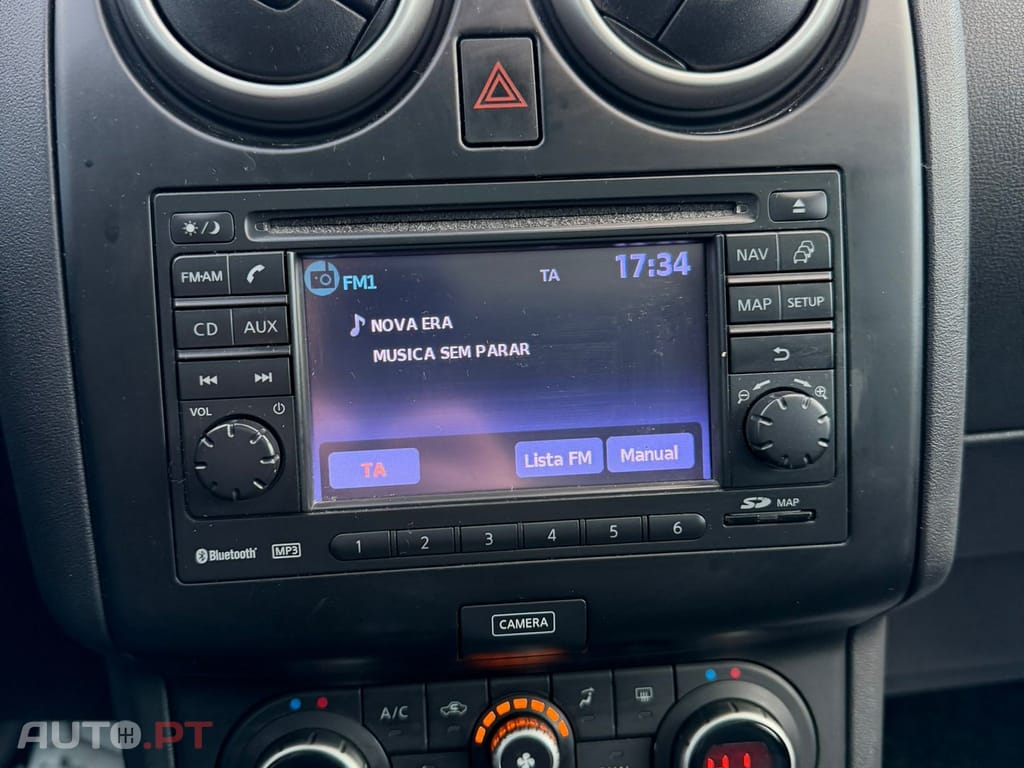 FM1 TA 17:34
NOVA ERA
MUSICA SEM PARAR
TA Lista FM Manual
FM·AM
CD AUX
VOL
NAV
MAP SETUP
SD MAP
Bluetooth MP3
1 2 3 4 5 6
CAMERA
A/C
AUTO.PT